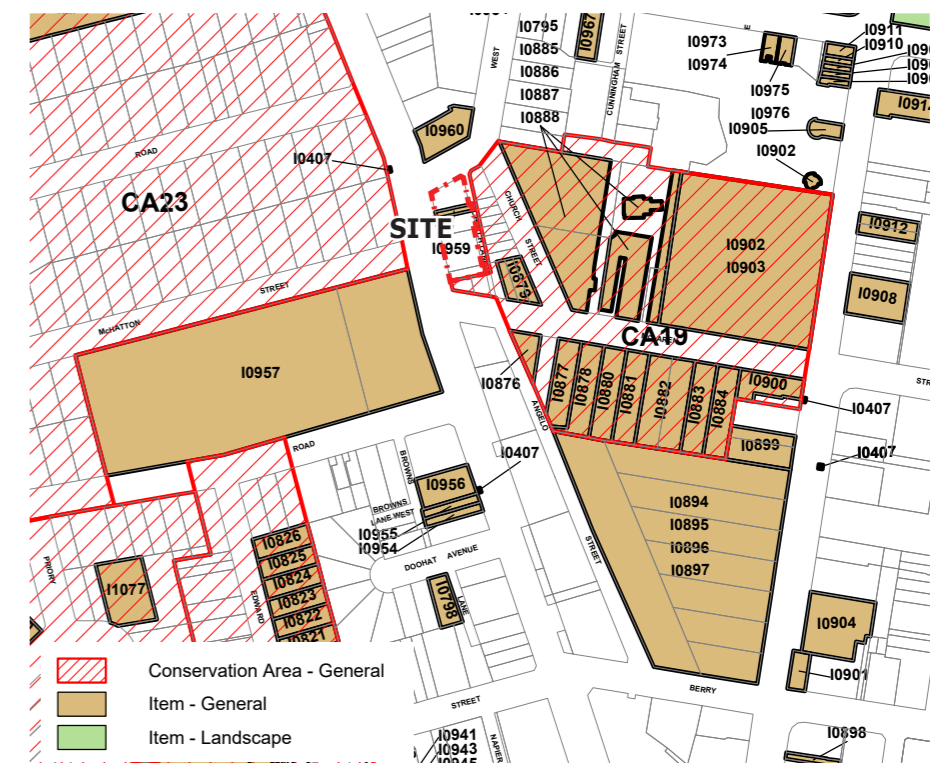 I0795
I0967
I0885
I0886
I0887
I0888
WEST
CUNNINGHAM STREET
E
I0973
I0974
I0975
I0976
I0911
I0910
I0905
I0902
I0912
I0908
I0960
I0407
ROAD
CA23
SITE
I0959
CHURCH STREET
I0879
I0902
I0903
CA19
McHATTON STREET
I0957
I0876
I0877
I0878
I0880
I0881
I0882
I0883
I0884
I0900
I0407
I0899
I0407
ANGELO STREET
ROAD
BROWNS
I0407
I0956
BROWNS
LANE WEST
I0955
I0954
DOOHAT AVENUE
I0798
LANE
I0894
I0895
I0896
I0897
PRIORY
I1077
EDWARD
I0826
I0825
I0824
I0823
I0822
I0821
I0904
I0901
BERRY
STREET
NAPIER
I0941
I0943
I0945
I0898
Conservation Area - General
Item - General
Item - Landscape